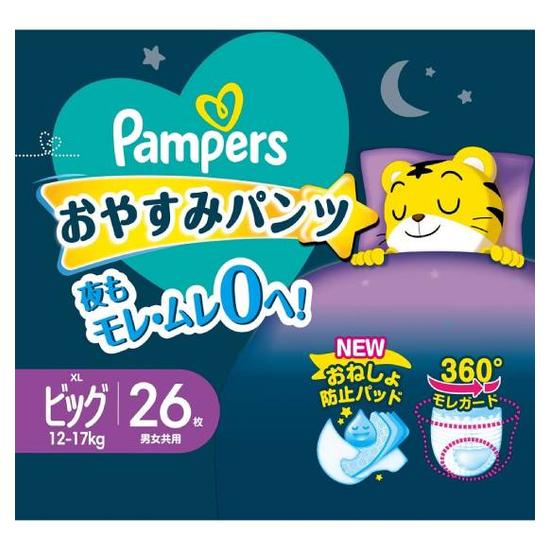 Pampers
おやすみパンツ
夜も
モレ・ムレ0へ!
NEW
おねしょ
防止パッド
360°
モレガード
XL
ビッグ
12-17kg
26枚
男女共用